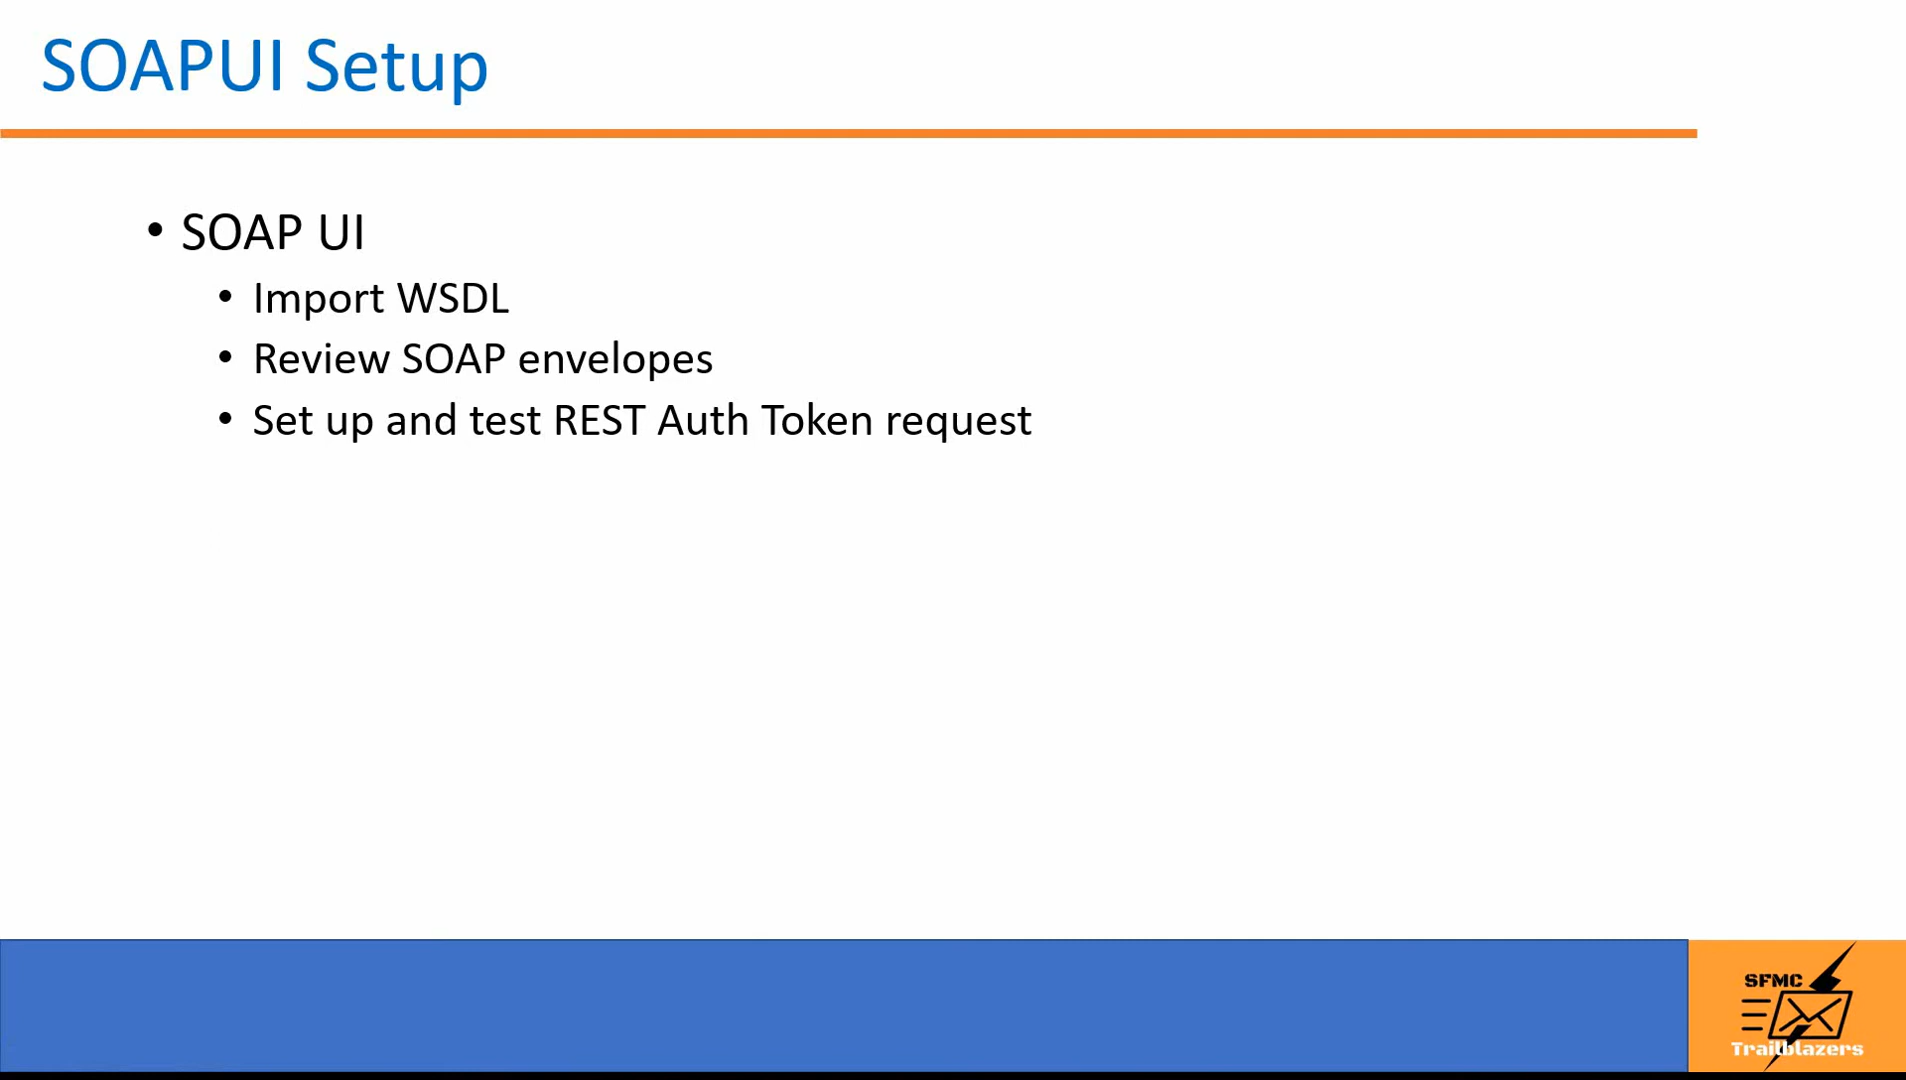 SOAPUI Setup
• SOAP UI
• Import WSDL
• Review SOAP envelopes
• Set up and test REST Auth Token request
SFMC
Trailblazers